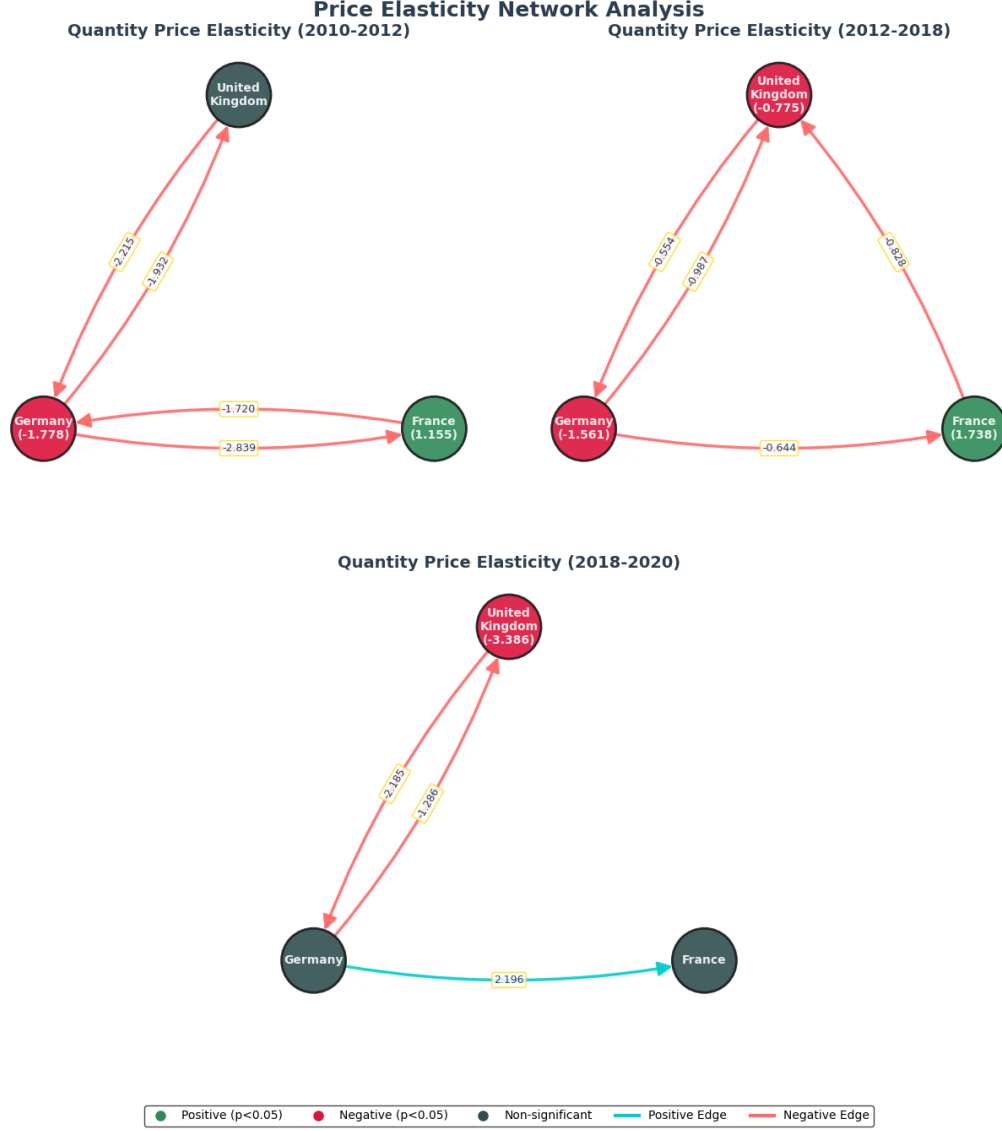 Price Elasticity Network Analysis
Quantity Price Elasticity (2010-2012)
United
Kingdom
-2.215
-1.932
Germany
(-1.778)
-1.720
-2.839
France
(1.155)
Quantity Price Elasticity (2012-2018)
United
Kingdom
(-0.775)
-0.554
-0.987
-0.828
Germany
(-1.561)
-0.644
France
(1.738)
Quantity Price Elasticity (2018-2020)
United
Kingdom
(-3.386)
-2.185
-1.286
Germany
2.196
France
Positive (p<0.05)
Negative (p<0.05)
Non-significant
Positive Edge
Negative Edge